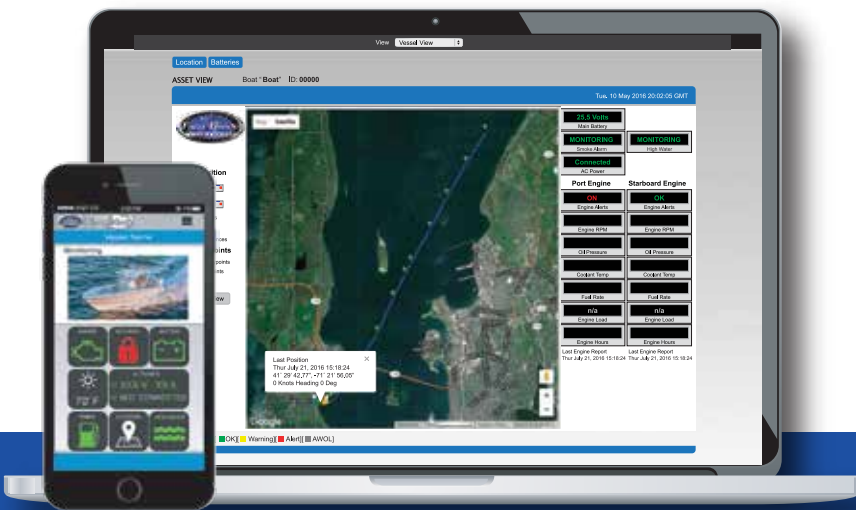 View Vessel View
Location Batteries
ASSET VIEW Boat "Boat" ID: 00000
Tue. 10 May 2016 20:02:05 GMT
25,5 Volts
Main Battery
MONITORING MONITORING
Smoke Alarm High Water
Connected
AC Power
Port Engine Starboard Engine
ON OK
Engine Alerts Engine Alerts
Engine RPM Engine RPM
Oil Pressure Oil Pressure
Coolant Temp Coolant Temp
Fuel Rate Fuel Rate
n/a n/a
Engine Load Engine Load
Engine Hours Engine Hours
Last Engine Report Last Engine Report
Thur July 21, 2016 15:18:24 Thur July 21, 2016 15:18:24
Last Position
Thur July 21, 2016 15:18:24
41° 29' 42,77", -71° 21' 56,05"
0 Knots Heading 0 Deg
Google
OK][ Warning][ Alert][ AWOL]
Monitoring
72° F